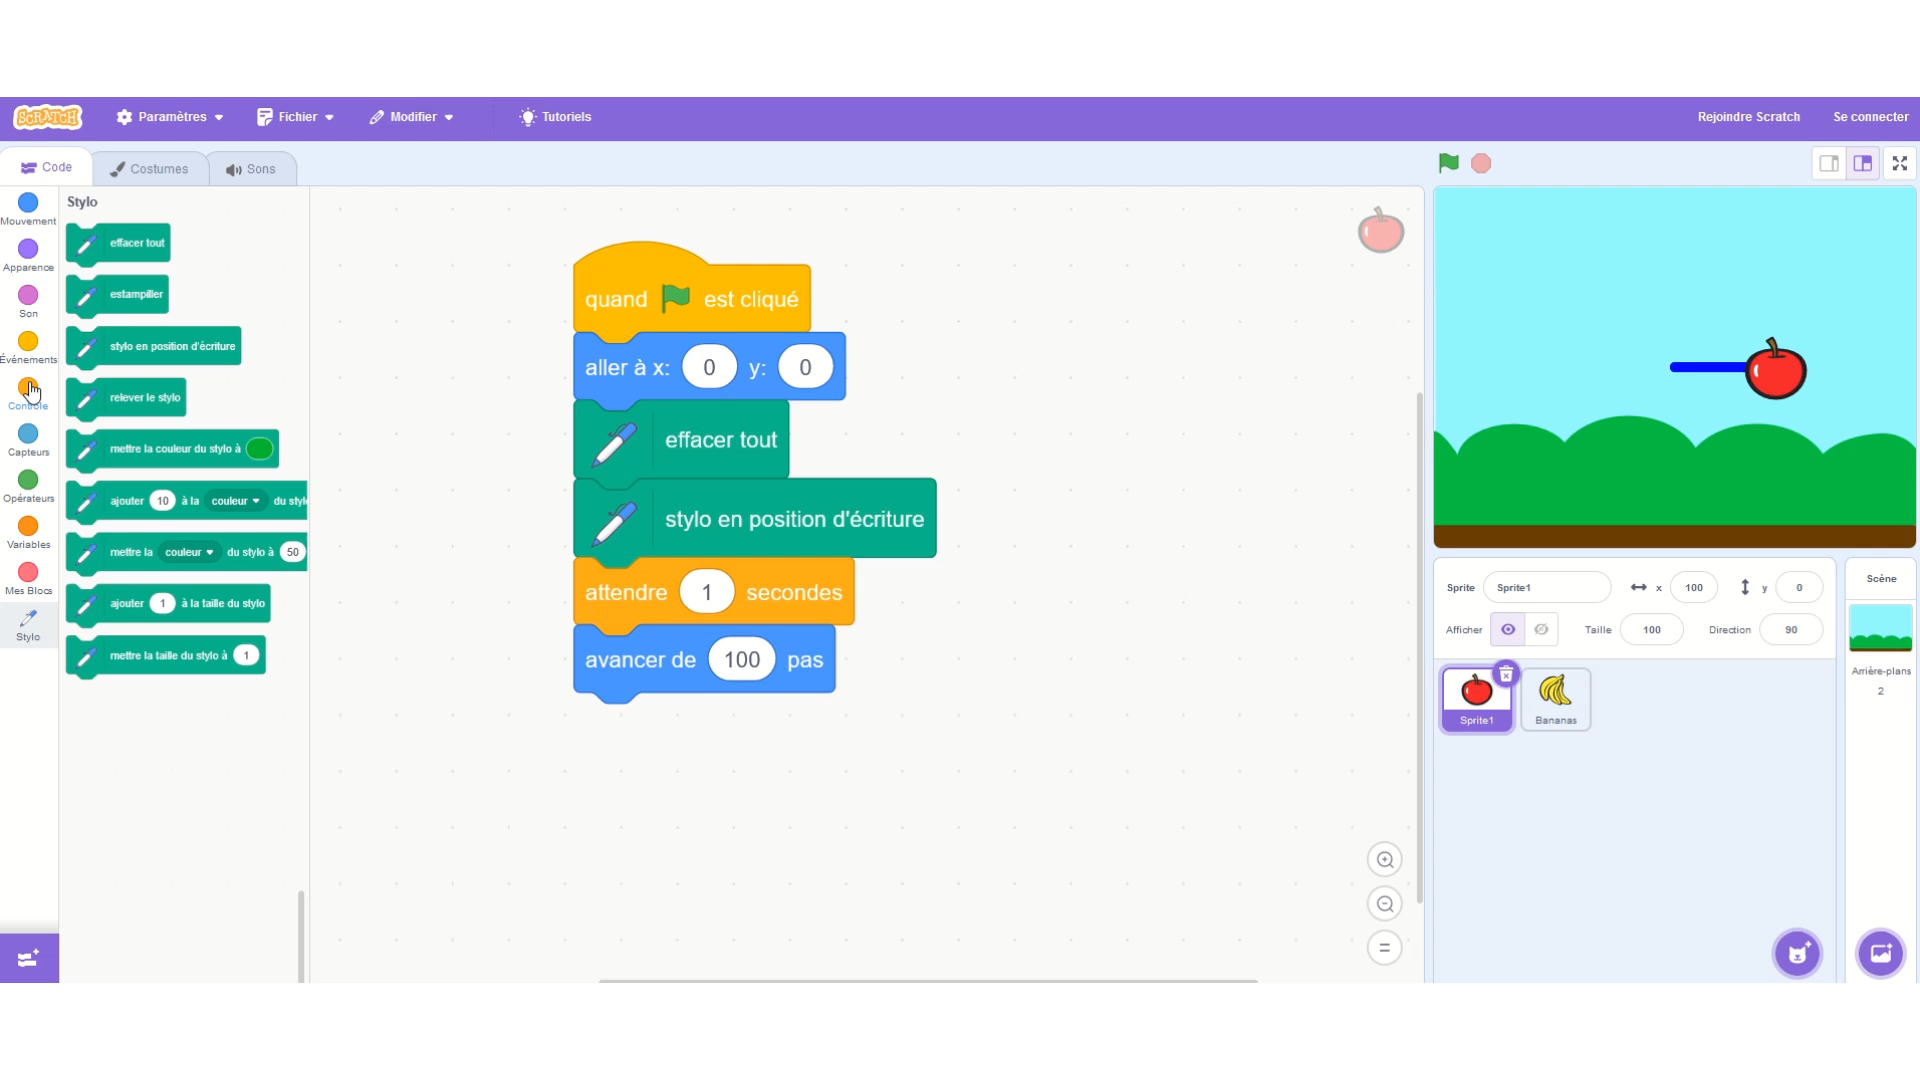 SCRATCH
Paramètres
Fichier
Modifier
Tutoriels
Rejoindre Scratch
Se connecter
Code
Costumes
Sons
Mouvement
Apparence
Son
Événements
Contrôle
Capteurs
Opérateurs
Variables
Mes Blocs
Stylo
Stylo
effacer tout
estampiller
stylo en position d'écriture
relever le stylo
mettre la couleur du stylo à
ajouter 10 à la couleur du style
mettre la couleur du stylo à 50
ajouter 1 à la taille du stylo
mettre la taille du stylo à 1
quand est cliqué
aller à x: 0 y: 0
effacer tout
stylo en position d'écriture
attendre 1 secondes
avancer de 100 pas
Sprite Sprite1 x 100 y 0
Afficher Taille 100 Direction 90
Sprite1
Bananas
Scène
Arrière-plans
2